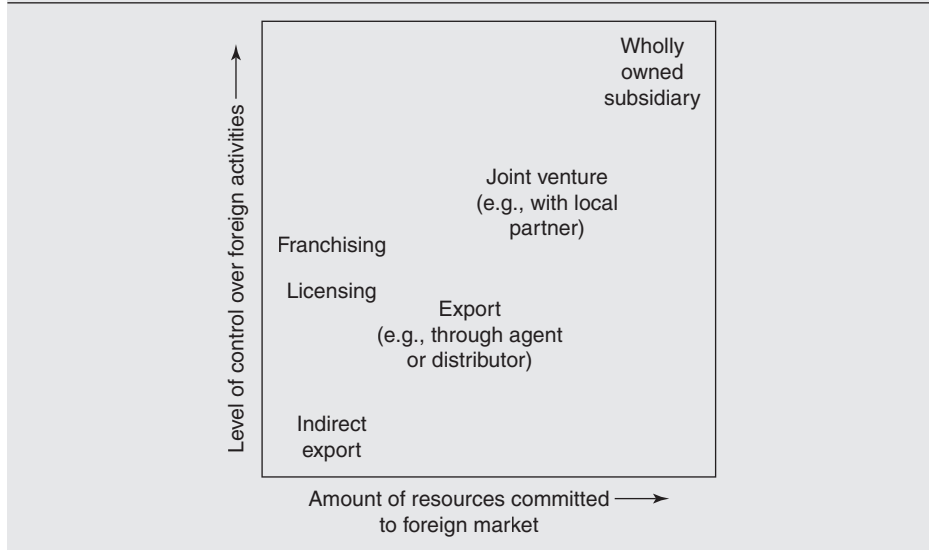 Level of control over foreign activities
Wholly
owned
subsidiary
Joint venture
(e.g., with local
partner)
Franchising
Licensing
Export
(e.g., through agent
or distributor)
Indirect
export
Amount of resources committed
to foreign market